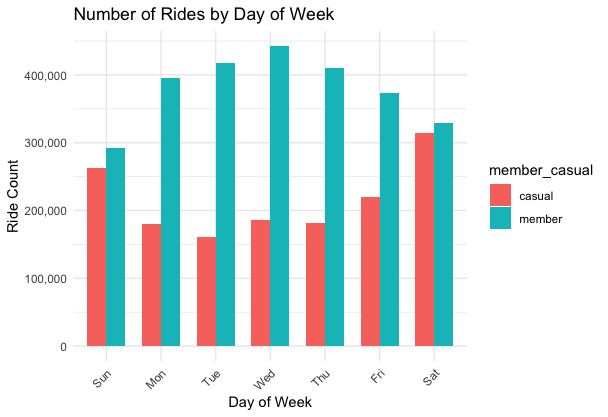 Number of Rides by Day of Week
Ride Count
400,000
300,000
200,000
100,000
0
Sun
Mon
Tue
Wed
Thu
Fri
Sat
Day of Week
member_casual
casual
member